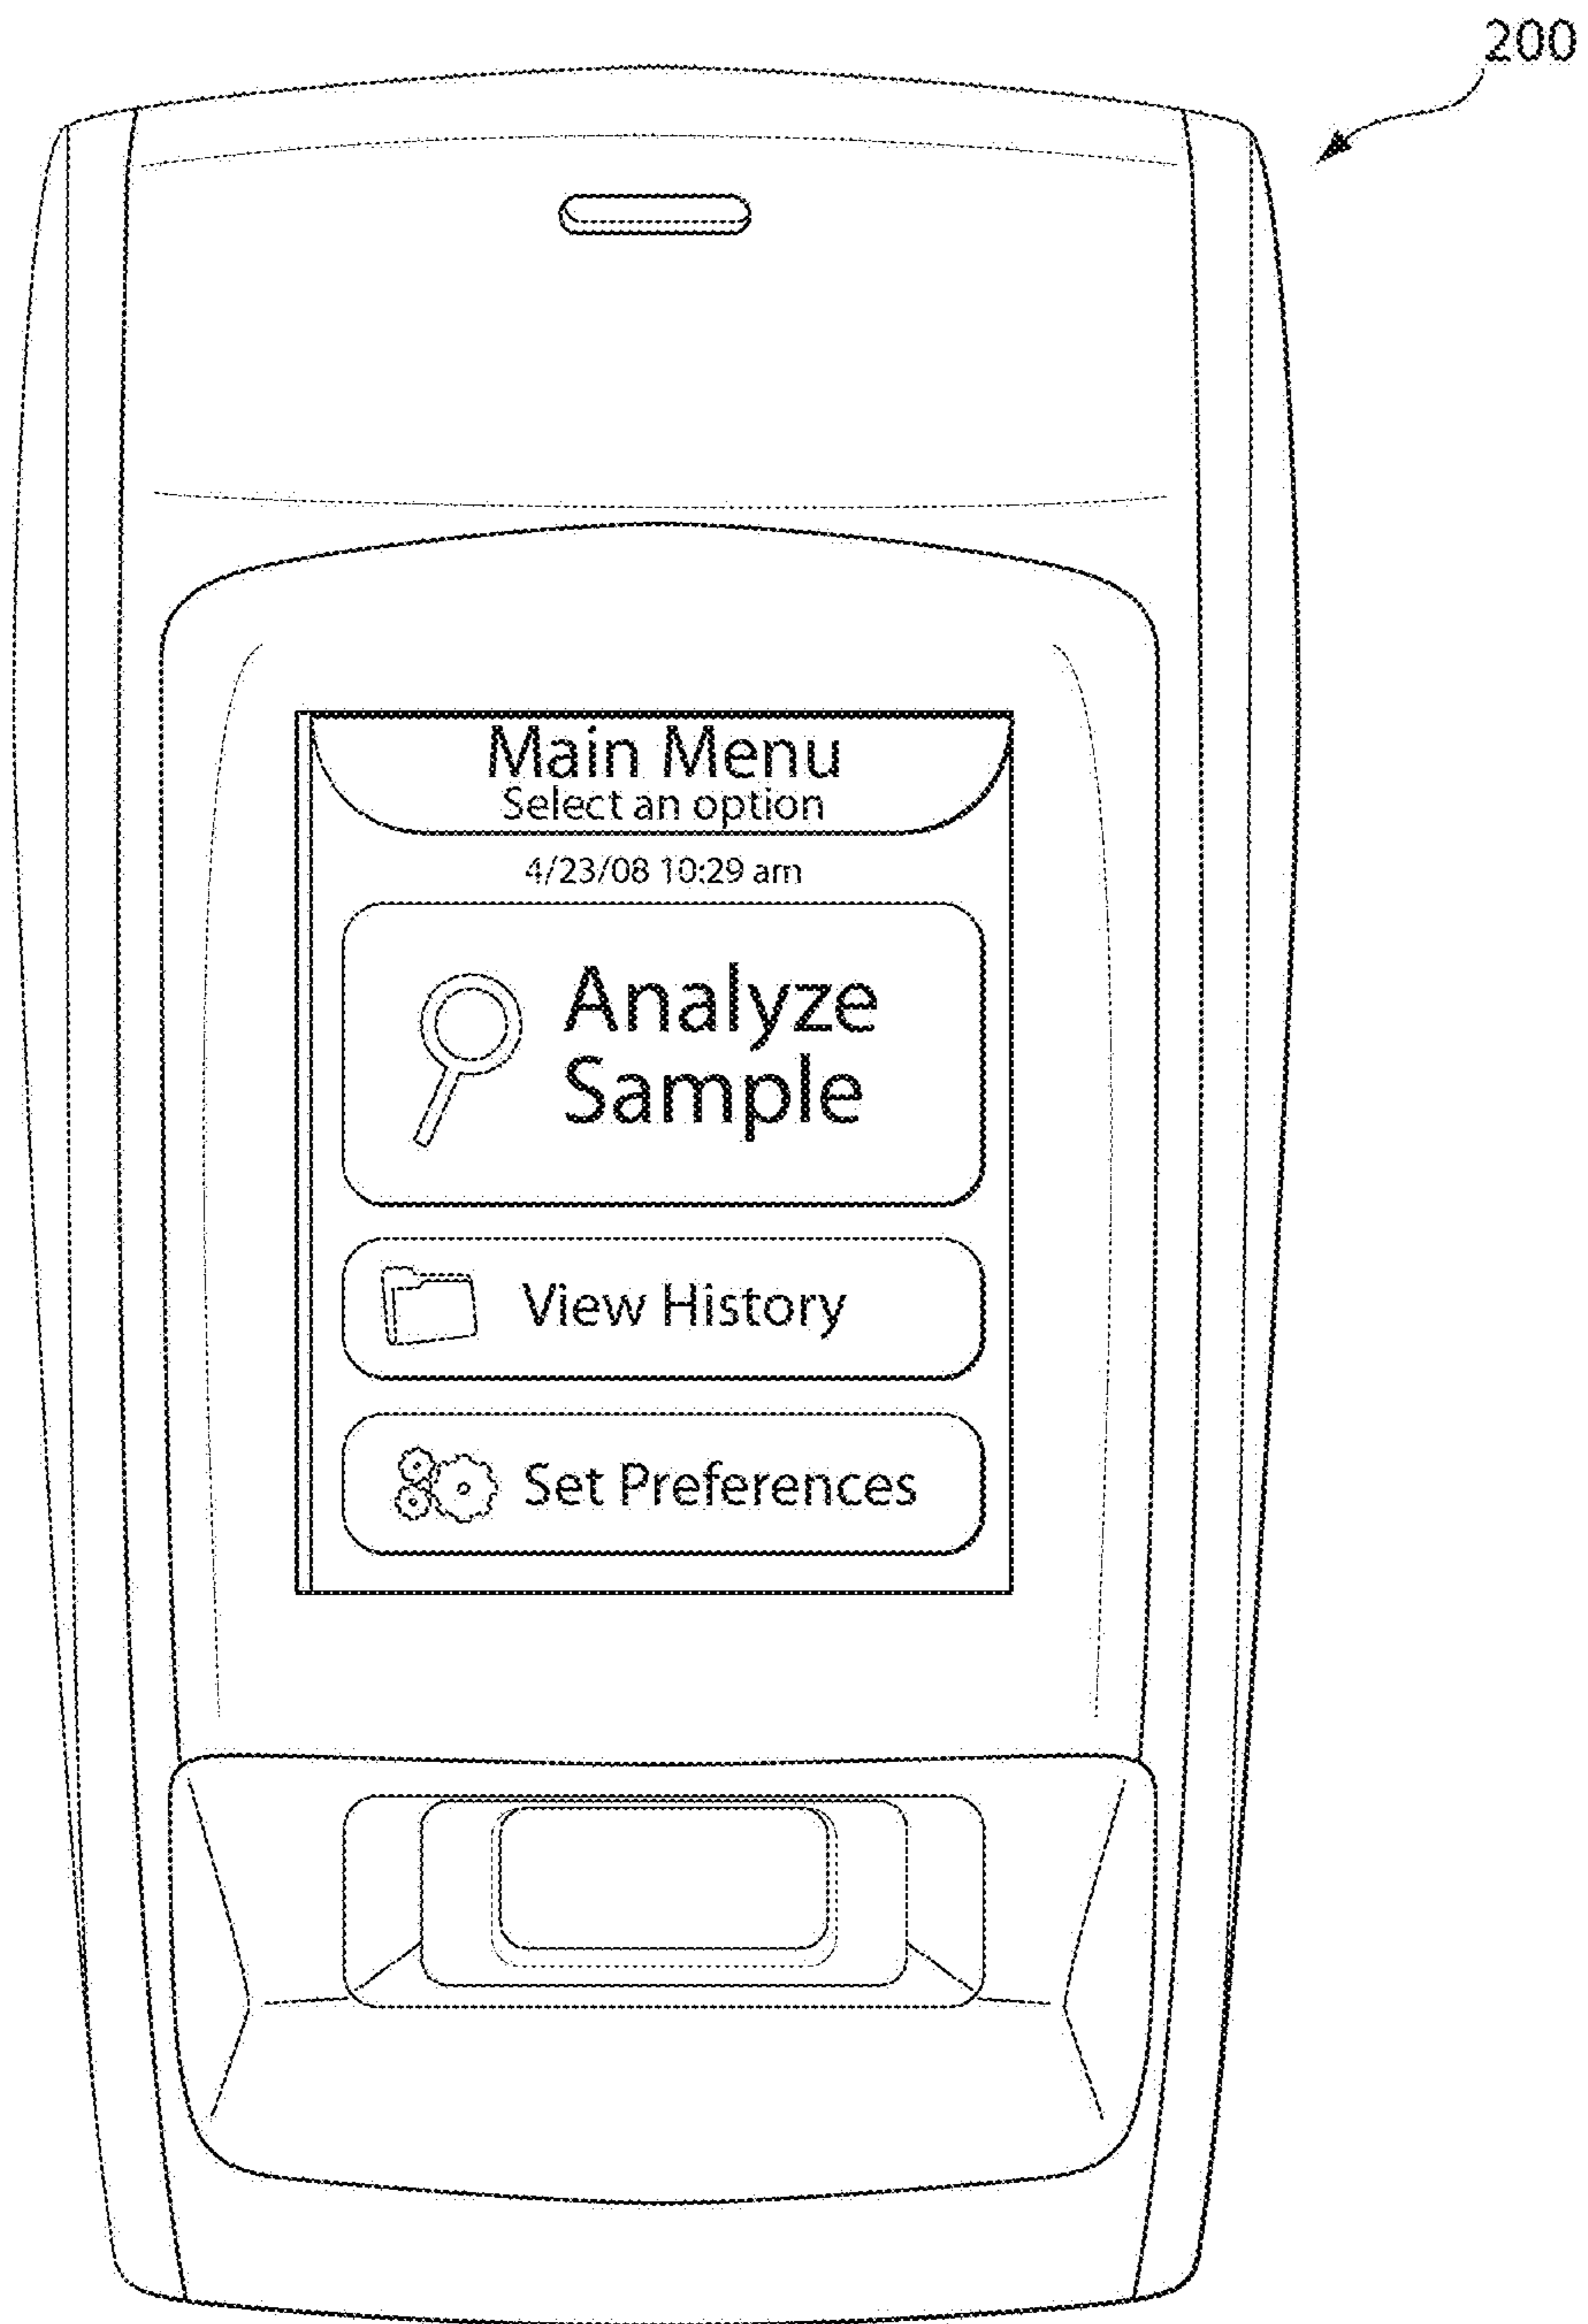 200
Main Menu
Select an option
4/23/08 10:29 am
Analyze
Sample
View History
Set Preferences